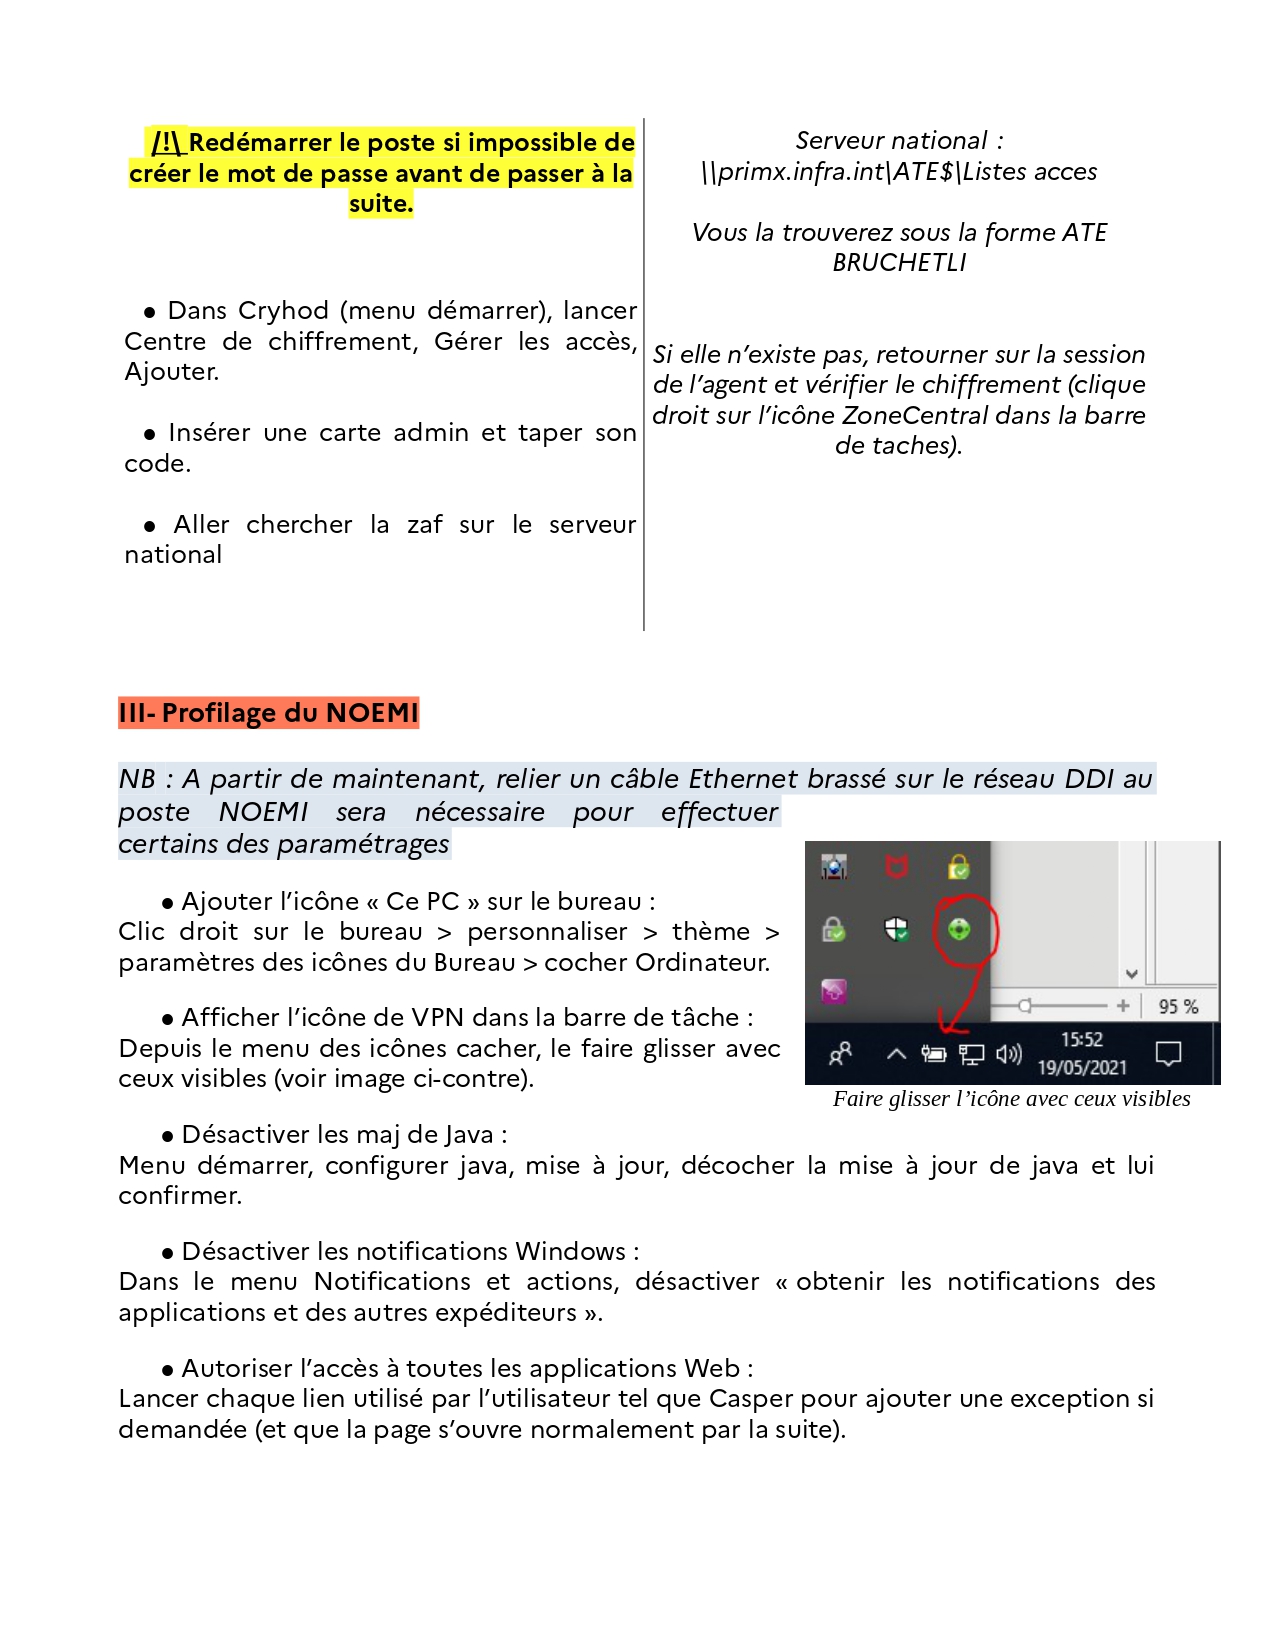 /!\ Redémarrer le poste si impossible de
créer le mot de passe avant de passer à la
suite.
● Dans Cryhod (menu démarrer), lancer
Centre de chiffrement, Gérer les accès,
Ajouter.
● Insérer une carte admin et taper son
code.
● Aller chercher la zaf sur le serveur
national
Serveur national :
\\primx.infra.int\ATE$\Listes acces
Vous la trouverez sous la forme ATE
BRUCHETLI
Si elle n’existe pas, retourner sur la session
de l’agent et vérifier le chiffrement (clique
droit sur l’icône ZoneCentral dans la barre
de taches).
III- Profilage du NOEMI
NB : A partir de maintenant, relier un câble Ethernet brassé sur le réseau DDI au
poste NOEMI sera nécessaire pour effectuer
certains des paramétrages
● Ajouter l’icône « Ce PC » sur le bureau :
Clic droit sur le bureau > personnaliser > thème >
paramètres des icônes du Bureau > cocher Ordinateur.
● Afficher l’icône de VPN dans la barre de tâche :
Depuis le menu des icônes cacher, le faire glisser avec
ceux visibles (voir image ci-contre).
95 %
15:52
19/05/2021
Faire glisser l’icône avec ceux visibles
● Désactiver les maj de Java :
Menu démarrer, configurer java, mise à jour, décocher la mise à jour de java et lui
confirmer.
● Désactiver les notifications Windows :
Dans le menu Notifications et actions, désactiver « obtenir les notifications des
applications et des autres expéditeurs ».
● Autoriser l’accès à toutes les applications Web :
Lancer chaque lien utilisé par l’utilisateur tel que Casper pour ajouter une exception si
demandée (et que la page s’ouvre normalement par la suite).